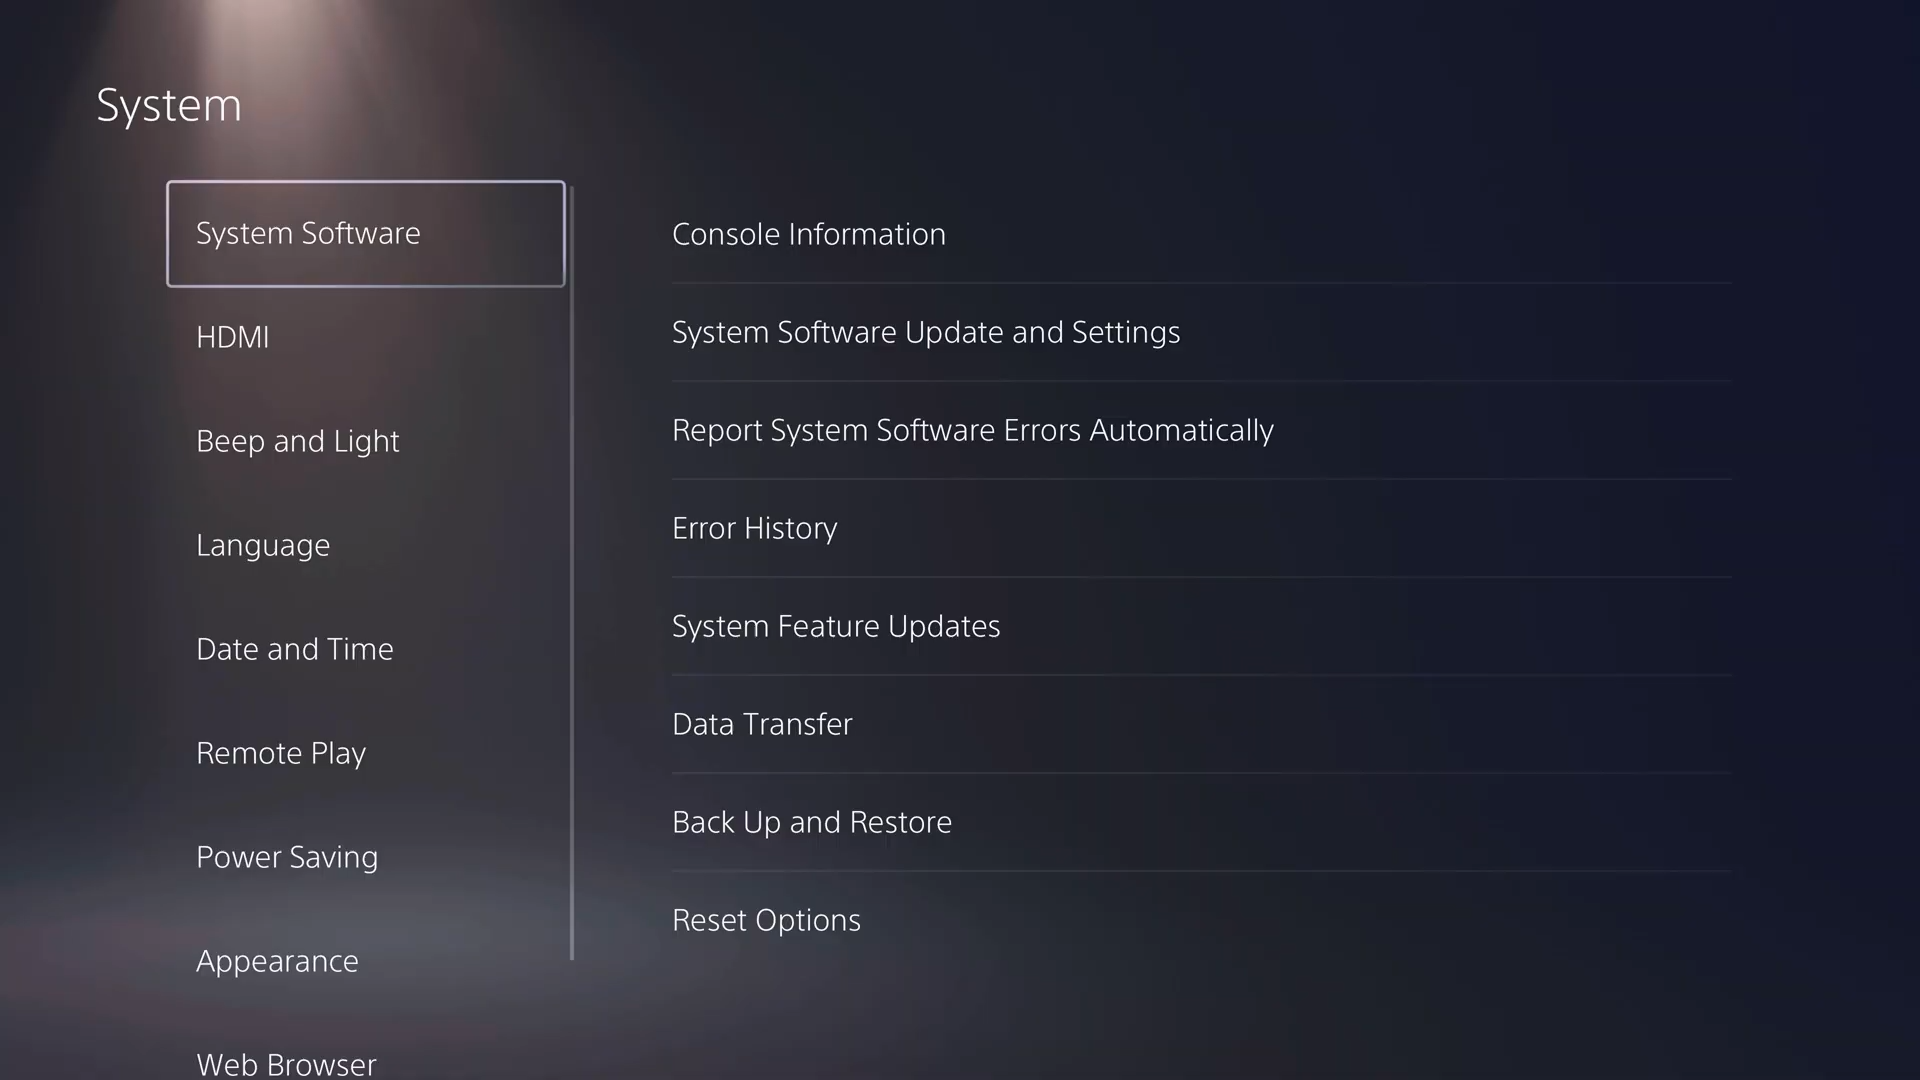 System
System Software
HDMI
Beep and Light
Language
Date and Time
Remote Play
Power Saving
Appearance
Web Browser
Console Information
System Software Update and Settings
Report System Software Errors Automatically
Error History
System Feature Updates
Data Transfer
Back Up and Restore
Reset Options